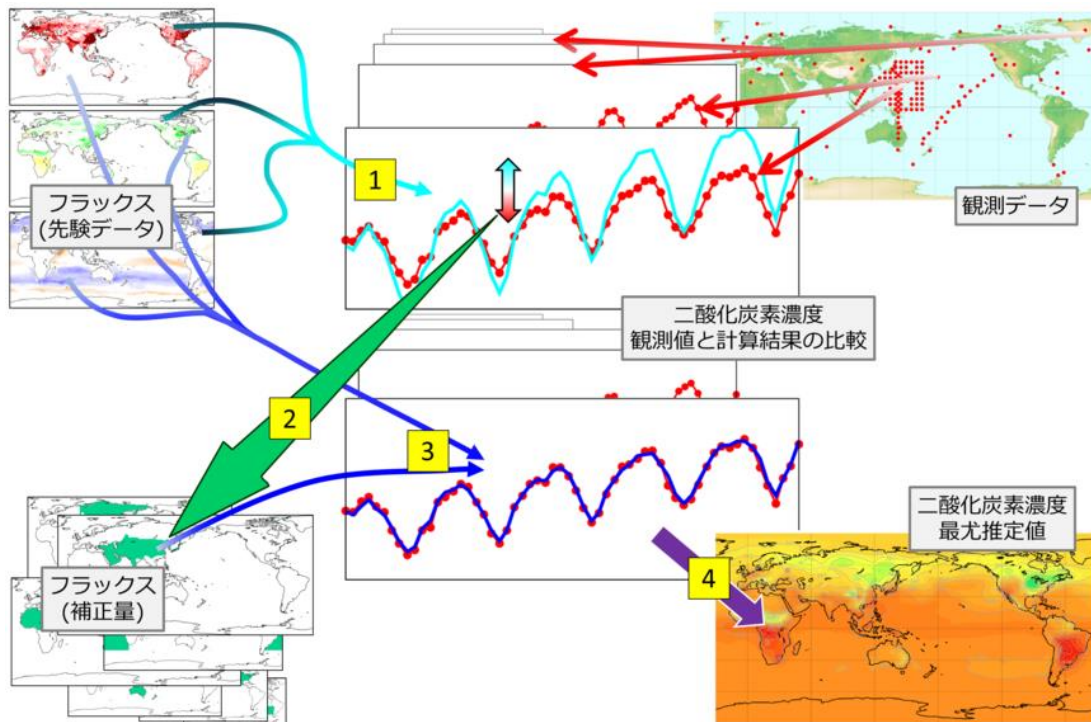 フラックス
(先験データ)
1
観測データ
二酸化炭素濃度
観測値と計算結果の比較
2
3
フラックス
(補正量)
4
二酸化炭素濃度
最尤推定値